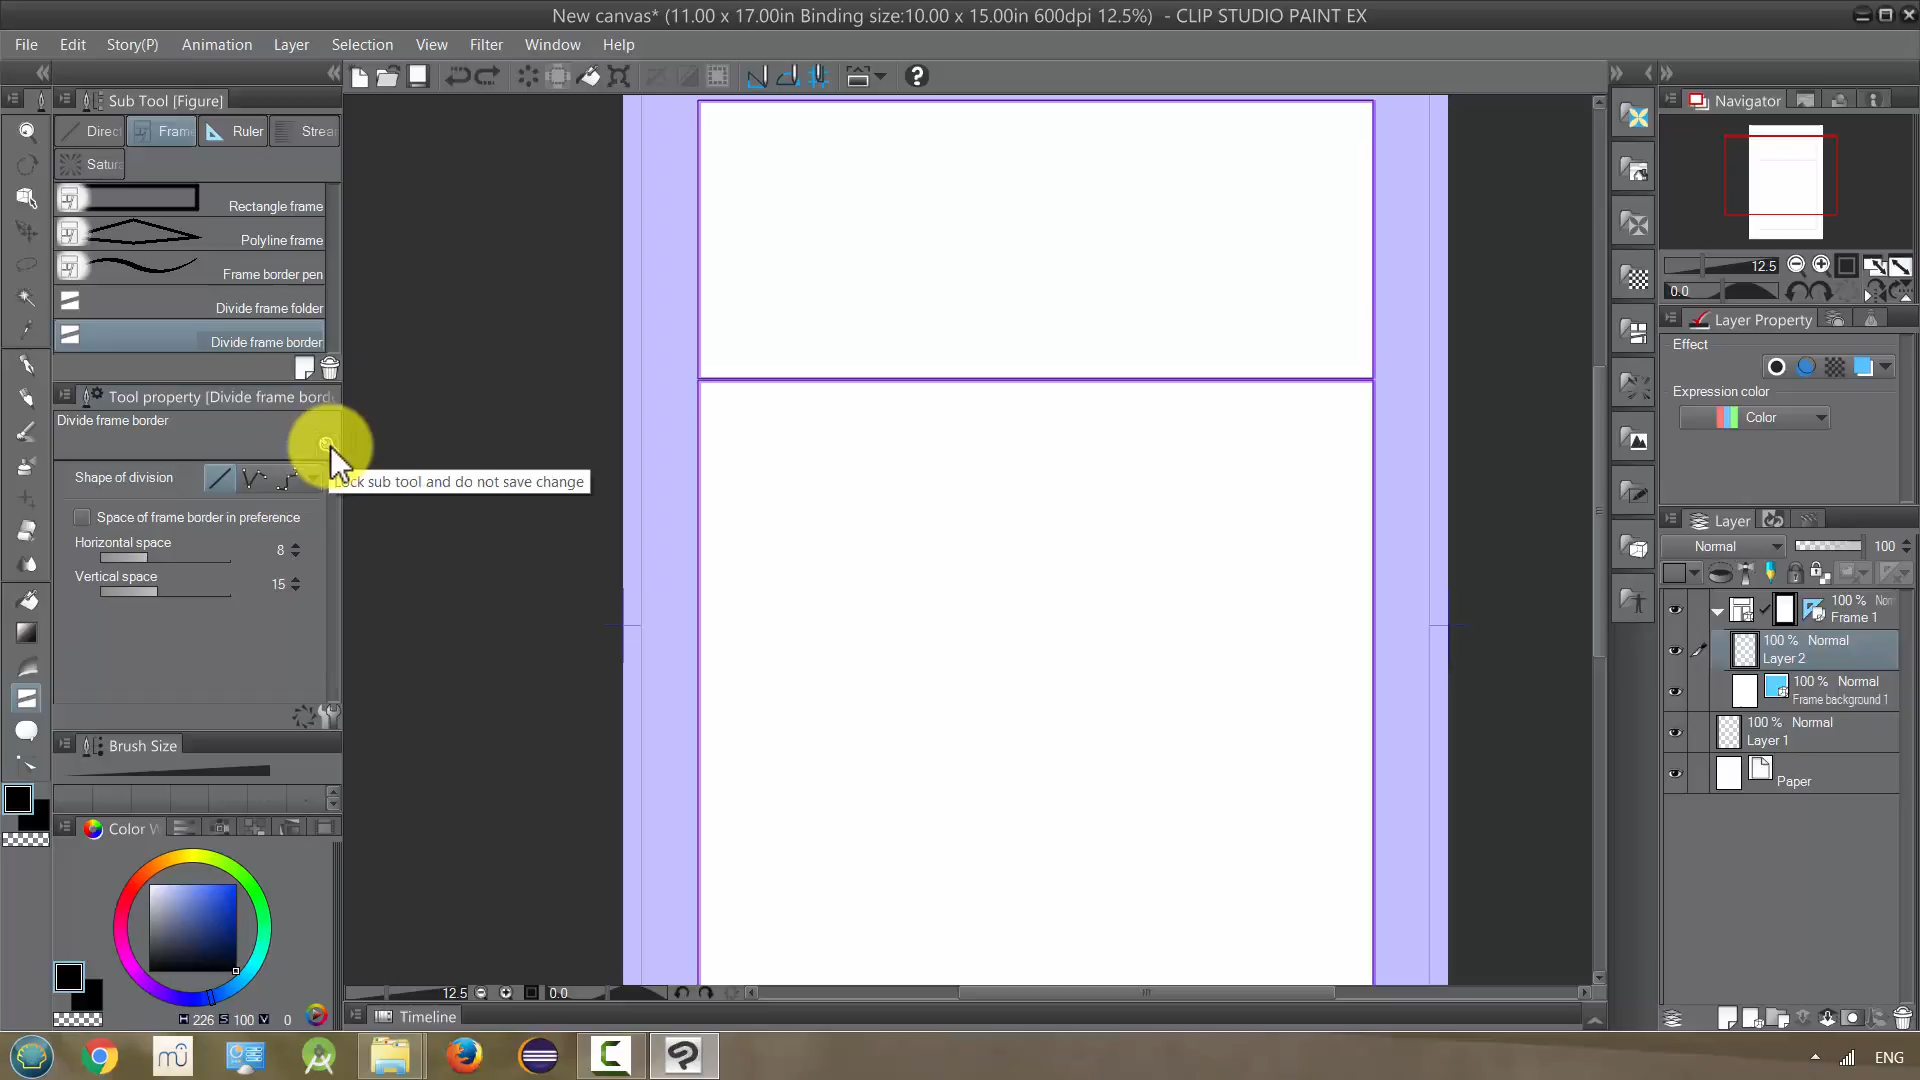 New canvas* (11.00 x 17.00in Binding size:10.00 x 15.00in 600dpi 12.5%) - CLIP STUDIO PAINT EX
File Edit Story(P) Animation Layer Selection View Filter Window Help
Sub Tool [Figure]
Direc Frame Ruler Strea
Satura
Rectangle frame
Polyline frame
Frame border pen
Divide frame folder
Divide frame border
Tool property [Divide frame bord
Divide frame border
Shape of division
Lock sub tool and do not save change
Space of frame border in preference
Horizontal space 8
Vertical space 15
Brush Size
Color W
H 226 S 100 V 0
12.5 0.0
Timeline
Navigator
12.5
0.0
Layer Property
Effect
Expression color
Color
Layer
Normal 100
100 % Nor
Frame 1
100 % Normal
Layer 2
100 % Normal
Frame background 1
100 % Normal
Layer 1
Paper
ENG